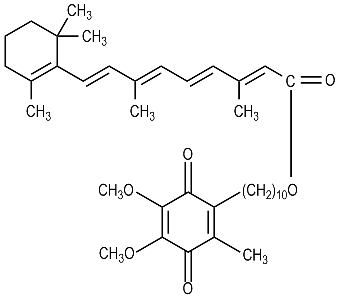 CH₃
CH₃
CH₃ CH₃ CH₃ C O
O
CH₃O (CH₂)₁₀O
CH₃O CH₃
O